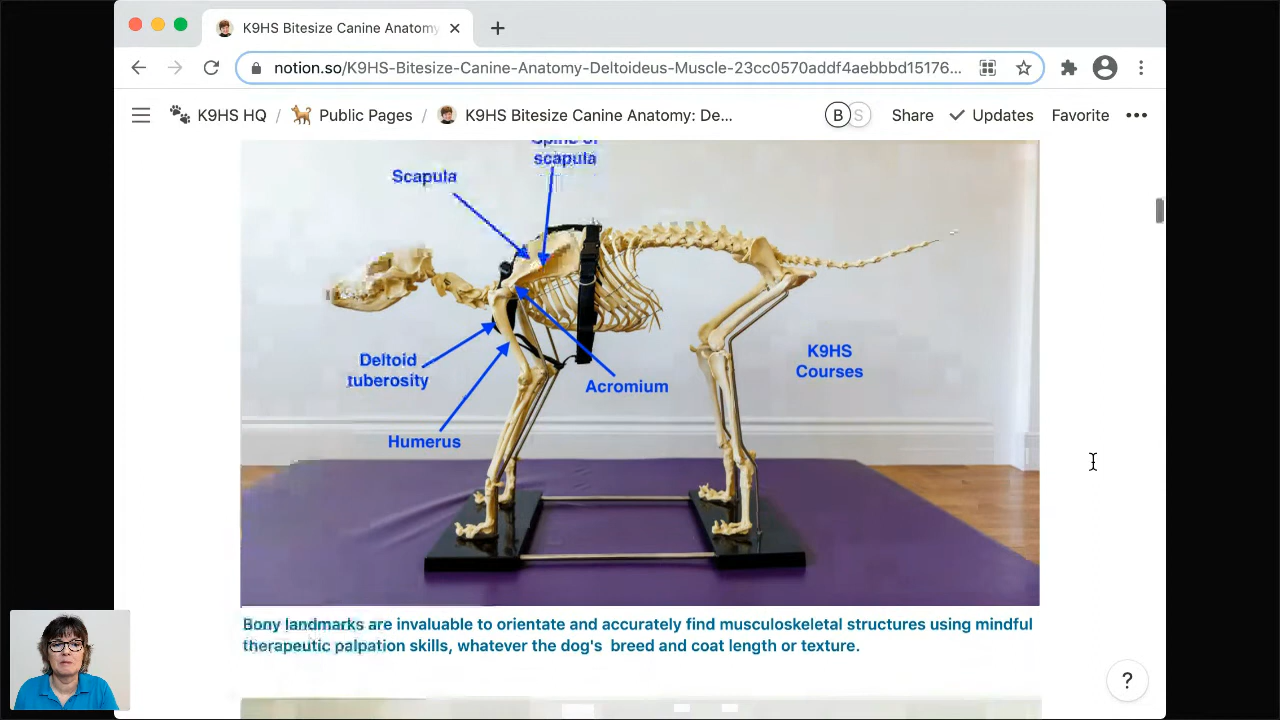 K9HS Bitesize Canine Anatomy
notion.so/K9HS-Bitesize-Canine-Anatomy-Deltoideus-Muscle-23cc0570addf4aebbbd15176...
K9HS HQ / Public Pages / K9HS Bitesize Canine Anatomy: De... B S Share Updates Favorite
Spine of
scapula
Scapula
Deltoid
tuberosity
K9HS
Courses
Acromium
Humerus
Body landmarks are invaluable to orientate and accurately find musculoskeletal structures using mindful
therapeutic palpation skills, whatever the dog's breed and coat length or texture.
?